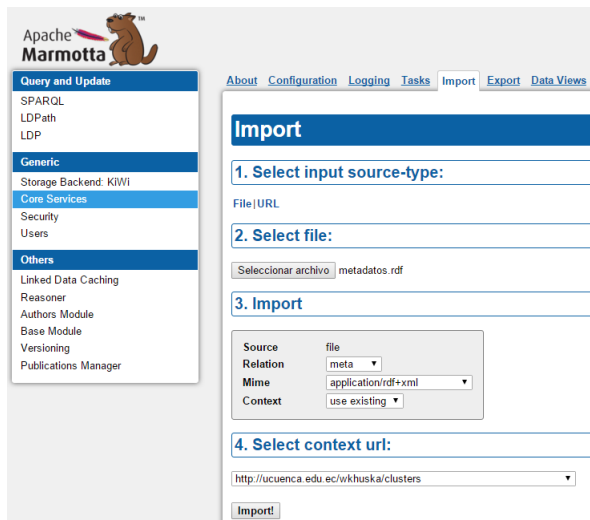 Apache
Marmotta
TM
Query and Update
SPARQL
LDPath
LDP
Generic
Storage Backend: KiWi
Core Services
Security
Users
Others
Linked Data Caching
Reasoner
Authors Module
Base Module
Versioning
Publications Manager
About Configuration Logging Tasks Import Export Data Views
Import
1. Select input source-type:
File|URL
2. Select file:
Seleccionar archivo metadatos.rdf
3. Import
Source file
Relation meta
Mime application/rdf+xml
Context use existing
4. Select context url:
http://ucuenca.edu.ec/wkhuska/clusters
Import!